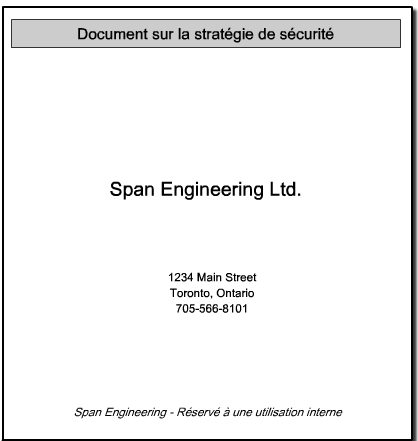 Document sur la stratégie de sécurité
Span Engineering Ltd.
1234 Main Street
Toronto, Ontario
705-566-8101
Span Engineering - Réservé à une utilisation interne